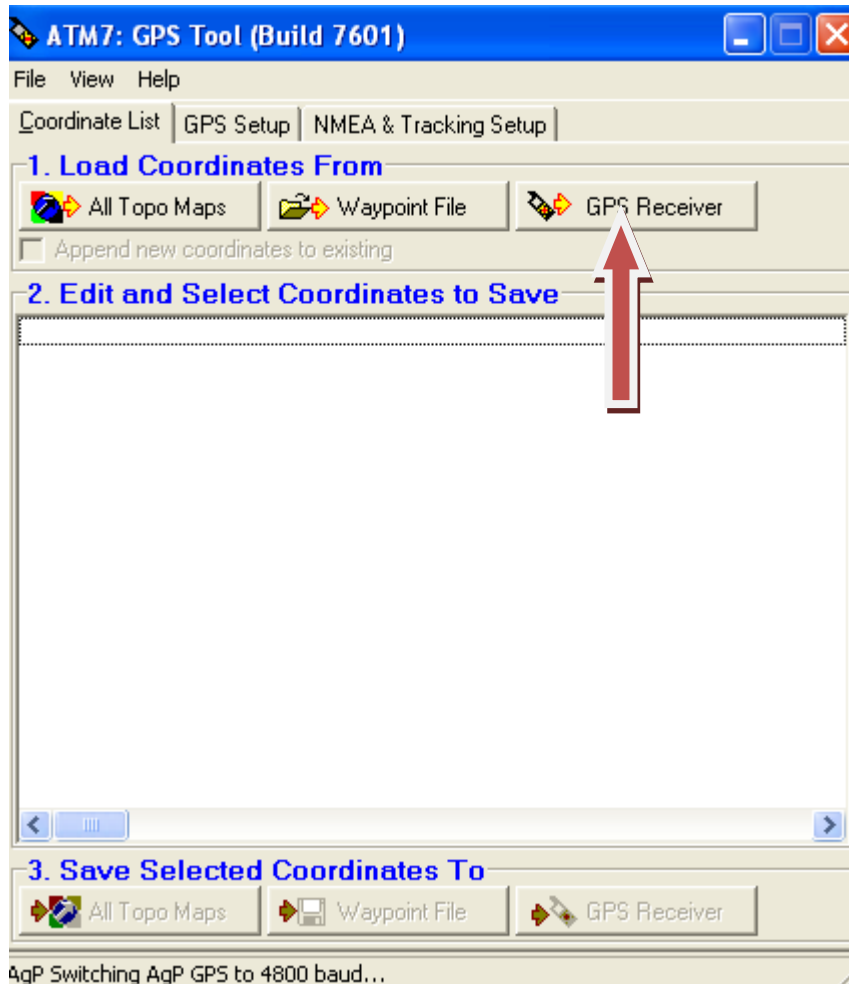 ATM7: GPS Tool (Build 7601)
File View Help
Coordinate List GPS Setup NMEA & Tracking Setup
1. Load Coordinates From
All Topo Maps Waypoint File GPS Receiver
Append new coordinates to existing
2. Edit and Select Coordinates to Save
3. Save Selected Coordinates To
All Topo Maps Waypoint File GPS Receiver
AgP Switching AgP GPS to 4800 baud...